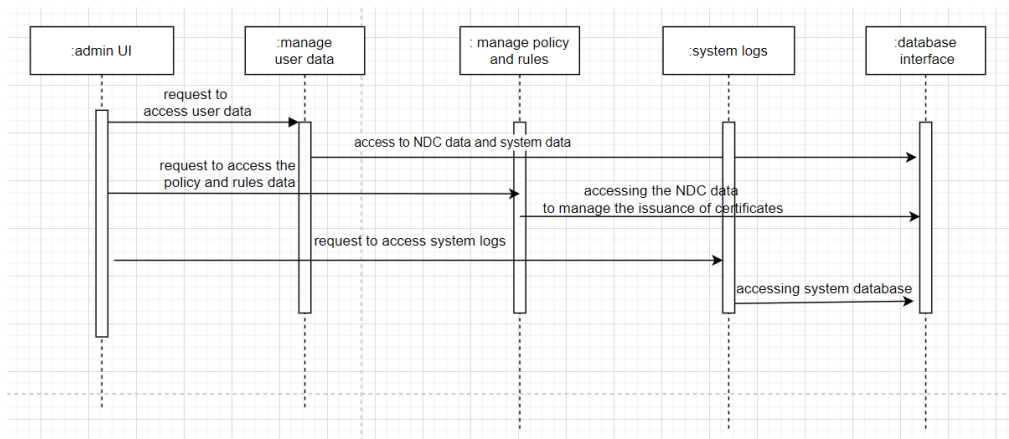 :admin UI
:manage
user data
: manage policy
and rules
:system logs
:database
interface
request to
access user data
access to NDC data and system data
request to access the
policy and rules data
accessing the NDC data
to manage the issuance of certificates
request to access system logs
accessing system database